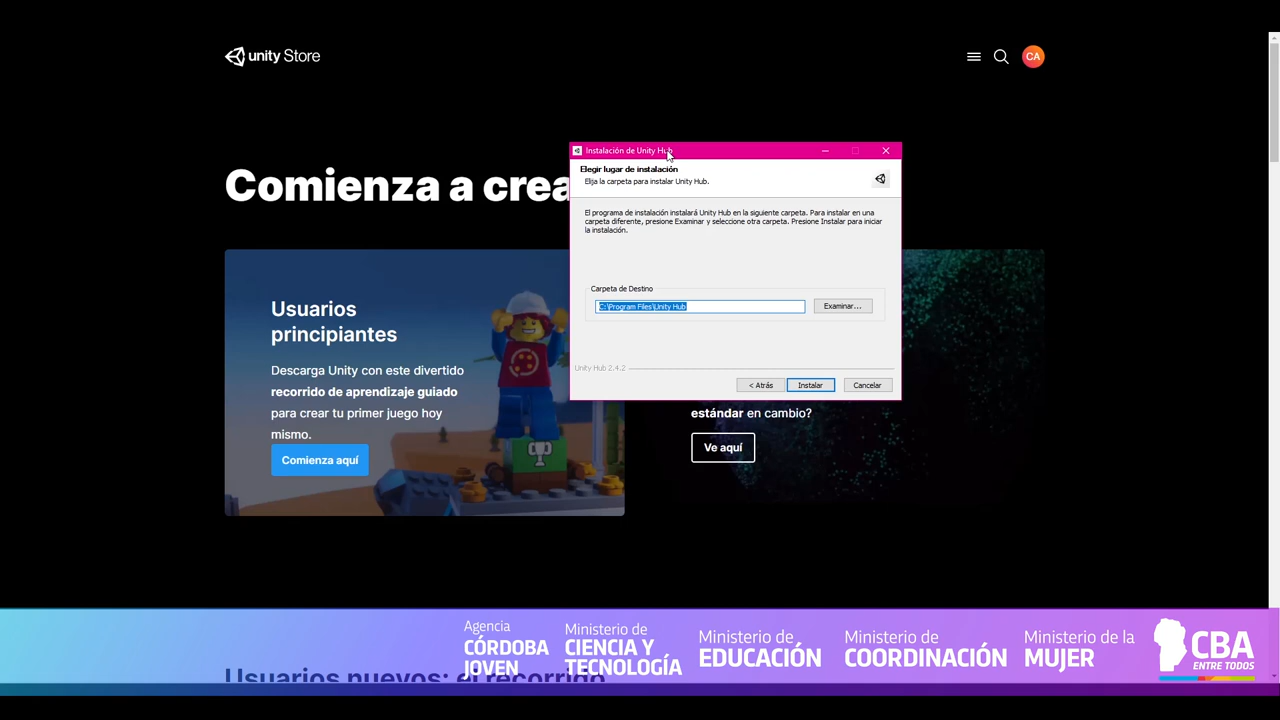 unity Store
CA
Comienza a crea
Instalación de Unity Hub
Elegir lugar de instalación
Elija la carpeta para instalar Unity Hub.
El programa de instalación instalará Unity Hub en la siguiente carpeta. Para instalar en una
carpeta diferente, presione Examinar y seleccione otra carpeta. Presione Instalar para iniciar
la instalación.
Carpeta de Destino
C:\Program Files\Unity Hub
Examinar...
Unity Hub 2.4.2
< Atrás
Instalar
Cancelar
Usuarios
principiantes
Descarga Unity con este divertido
recorrido de aprendizaje guiado
para crear tu primer juego hoy
mismo.
Comienza aquí
estándar en cambio?
Ve aquí
Usuarios nuevos: el recorrido
Agencia
CÓRDOBA
JOVEN
Ministerio de
CIENCIA Y
TECNOLOGÍA
Ministerio de
EDUCACIÓN
Ministerio de
COORDINACIÓN
Ministerio de la
MUJER
CBA
ENTRE TODOS